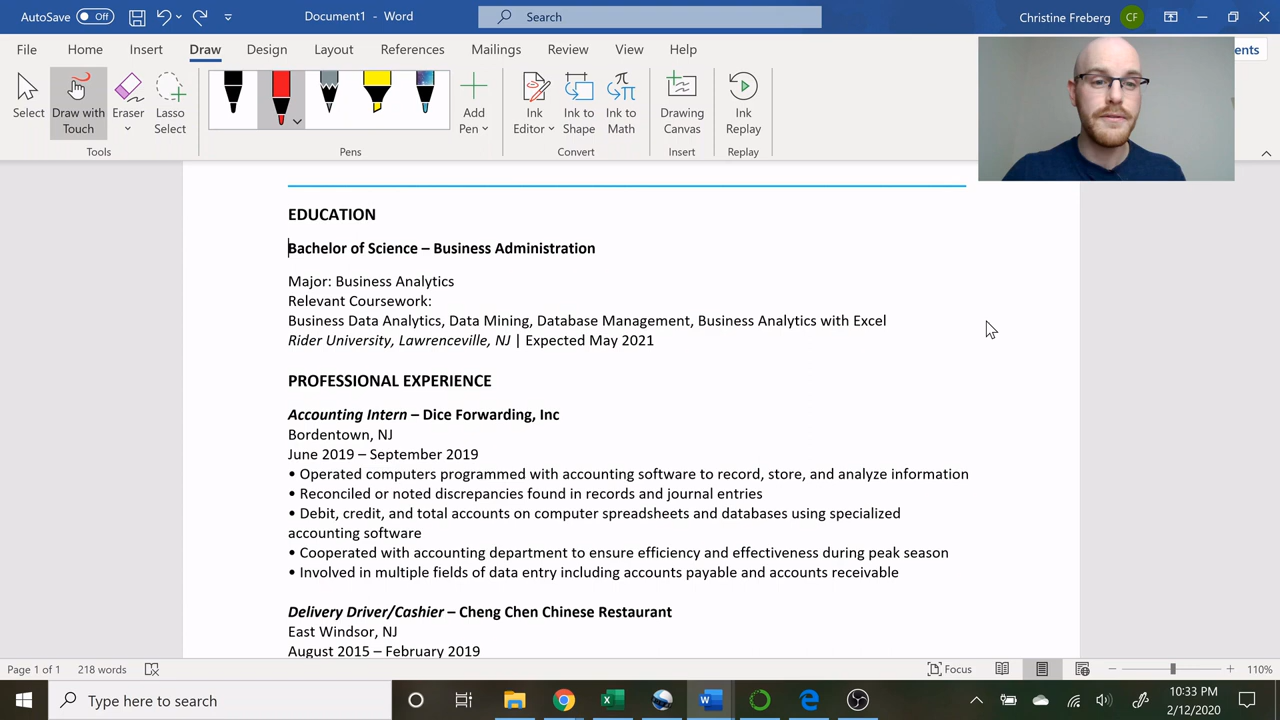 AutoSave Off Document1 - Word Search Christine Freberg CF
File Home Insert Draw Design Layout References Mailings Review View Help ents
Select Draw with Touch Eraser Lasso Select Add Pen Ink Editor Ink to Shape Ink to Math Drawing Canvas Ink Replay
Tools Pens Convert Insert Replay
EDUCATION
Bachelor of Science – Business Administration
Major: Business Analytics
Relevant Coursework:
Business Data Analytics, Data Mining, Database Management, Business Analytics with Excel
Rider University, Lawrenceville, NJ | Expected May 2021
PROFESSIONAL EXPERIENCE
Accounting Intern – Dice Forwarding, Inc
Bordentown, NJ
June 2019 – September 2019
• Operated computers programmed with accounting software to record, store, and analyze information
• Reconciled or noted discrepancies found in records and journal entries
• Debit, credit, and total accounts on computer spreadsheets and databases using specialized
accounting software
• Cooperated with accounting department to ensure efficiency and effectiveness during peak season
• Involved in multiple fields of data entry including accounts payable and accounts receivable
Delivery Driver/Cashier – Cheng Chen Chinese Restaurant
East Windsor, NJ
August 2015 – February 2019
Page 1 of 1 218 words Focus 110%
Type here to search 10:33 PM
2/12/2020